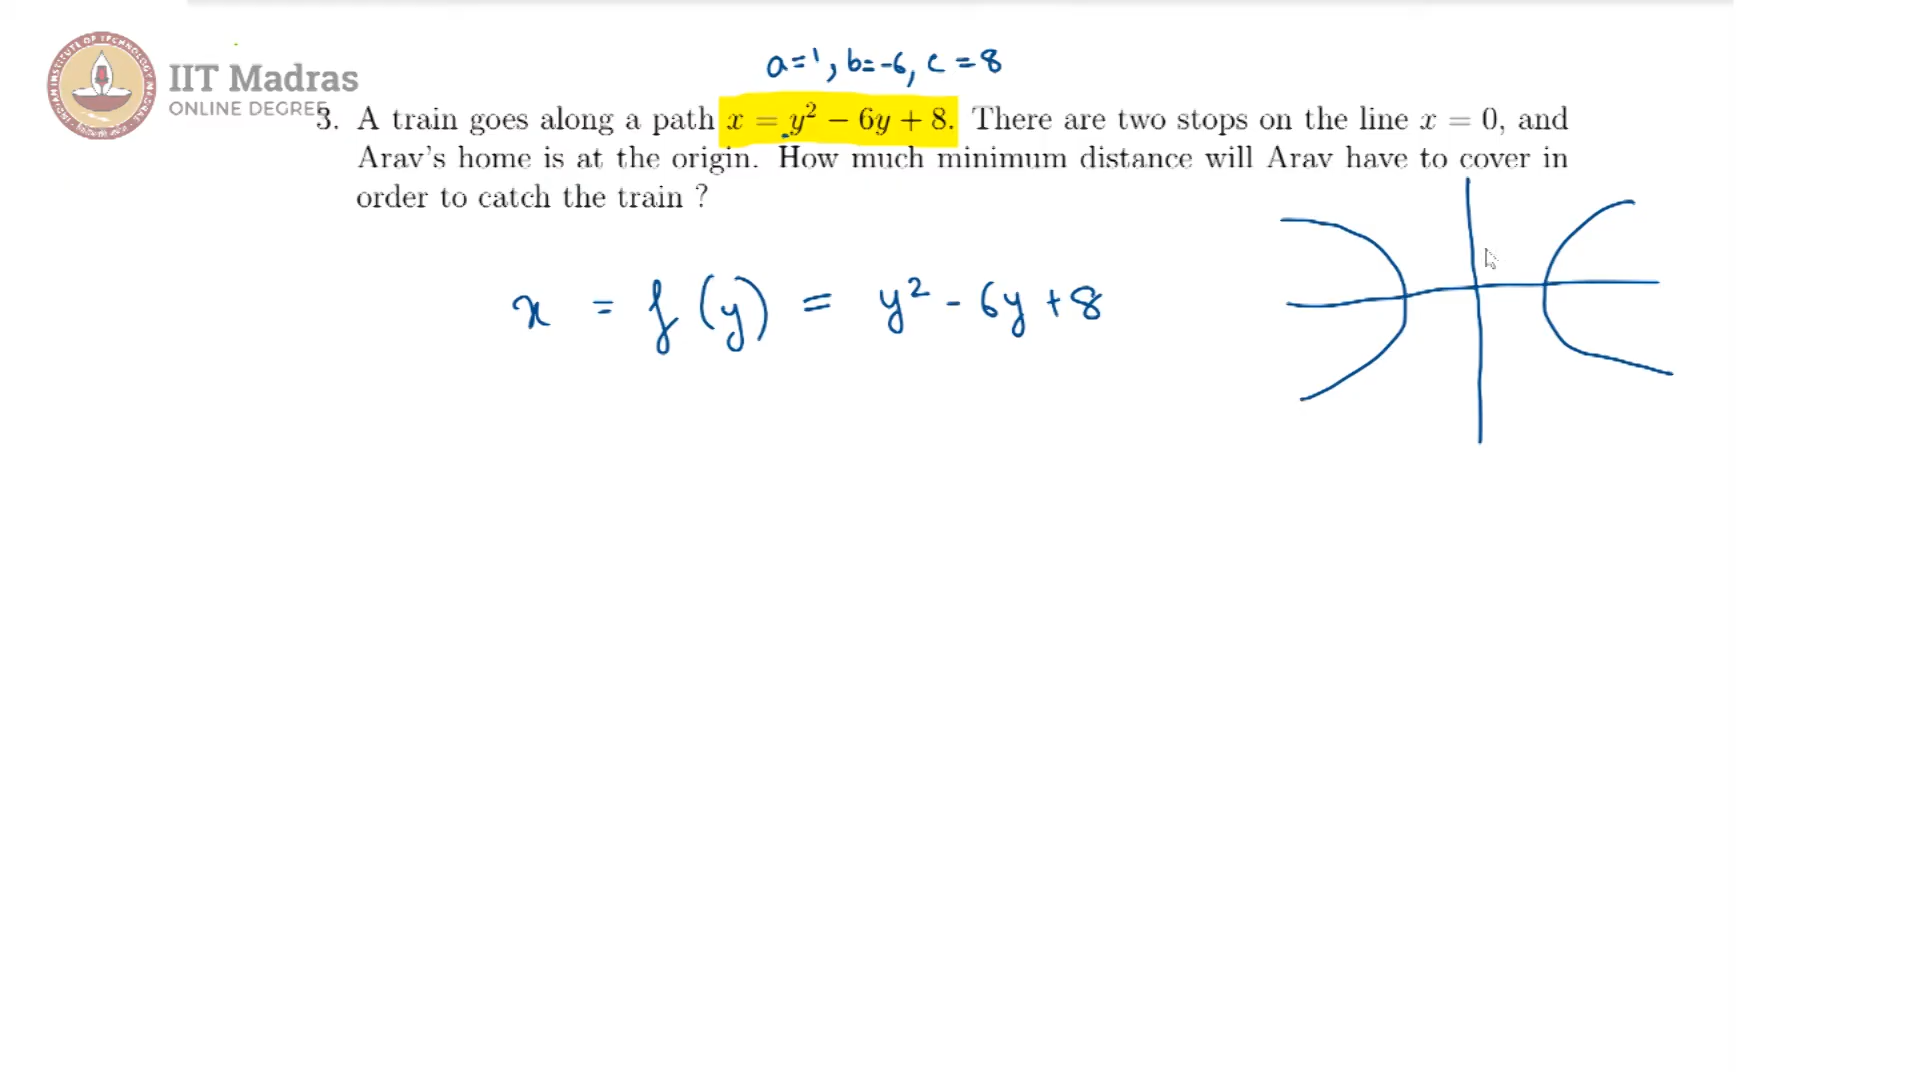 IIT Madras
ONLINE DEGREE
a=1, b=-6, c=8
3. A train goes along a path x = y² − 6y + 8. There are two stops on the line x = 0, and
Arav's home is at the origin. How much minimum distance will Arav have to cover in
order to catch the train ?
x = f(y) = y² - 6y + 8